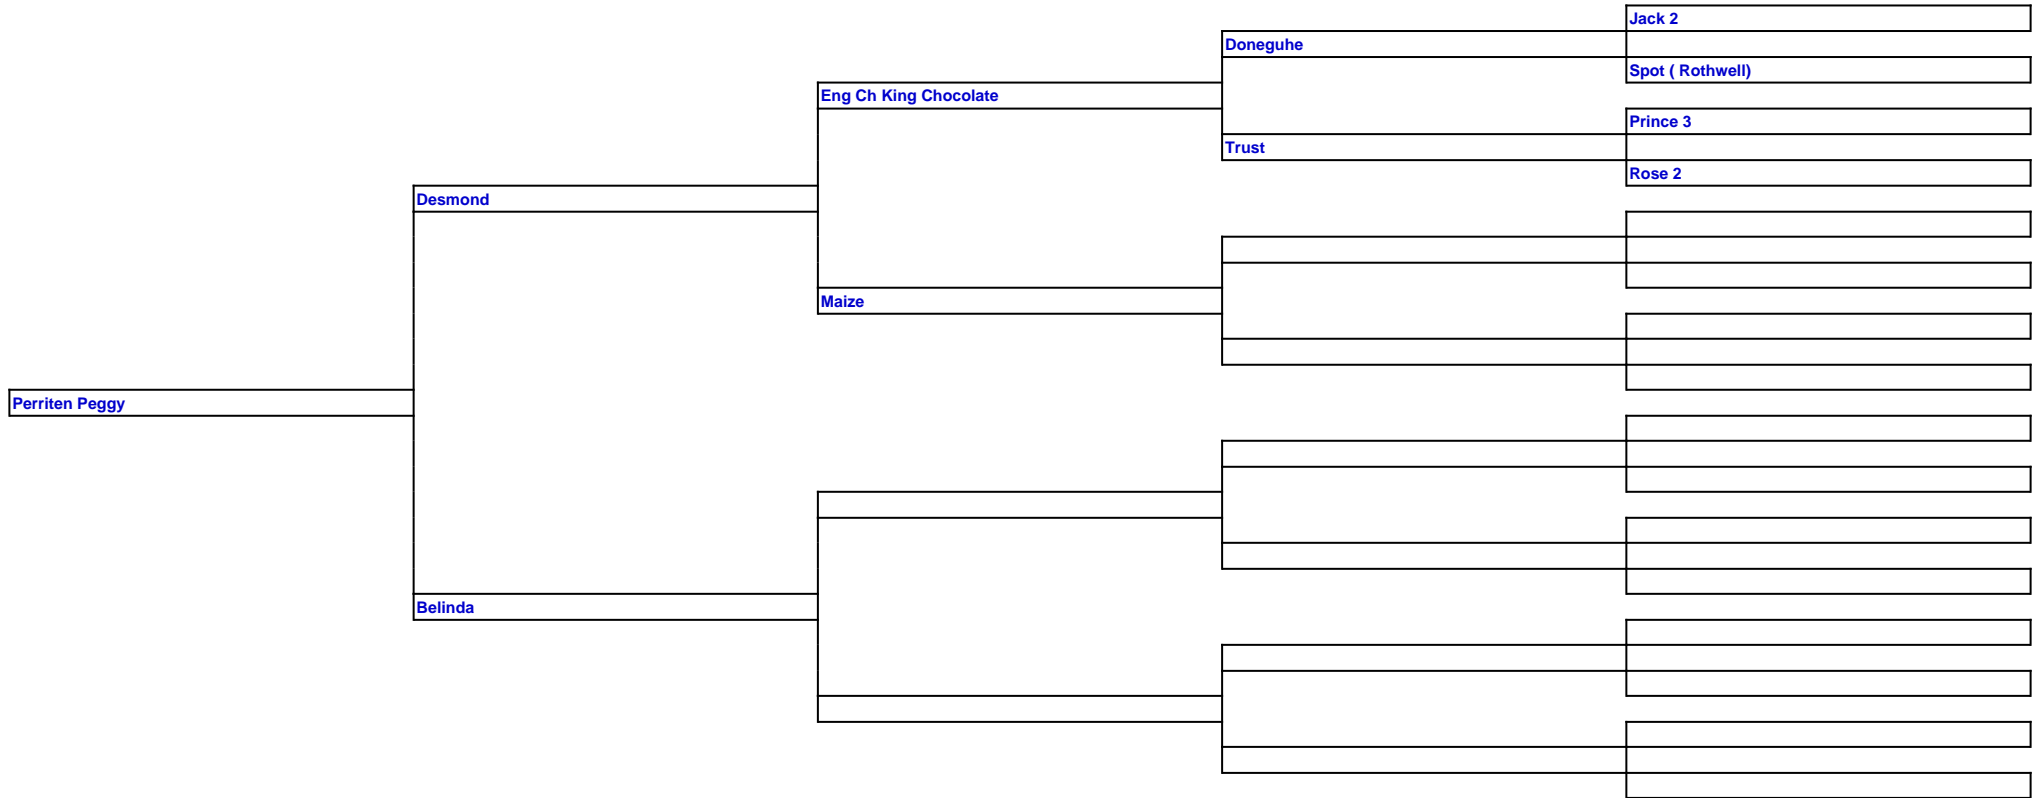 Jack 2
Doneguhe
Spot ( Rothwell)
Eng Ch King Chocolate
Prince 3
Trust
Rose 2
Desmond
Maize
Perriten Peggy
Belinda